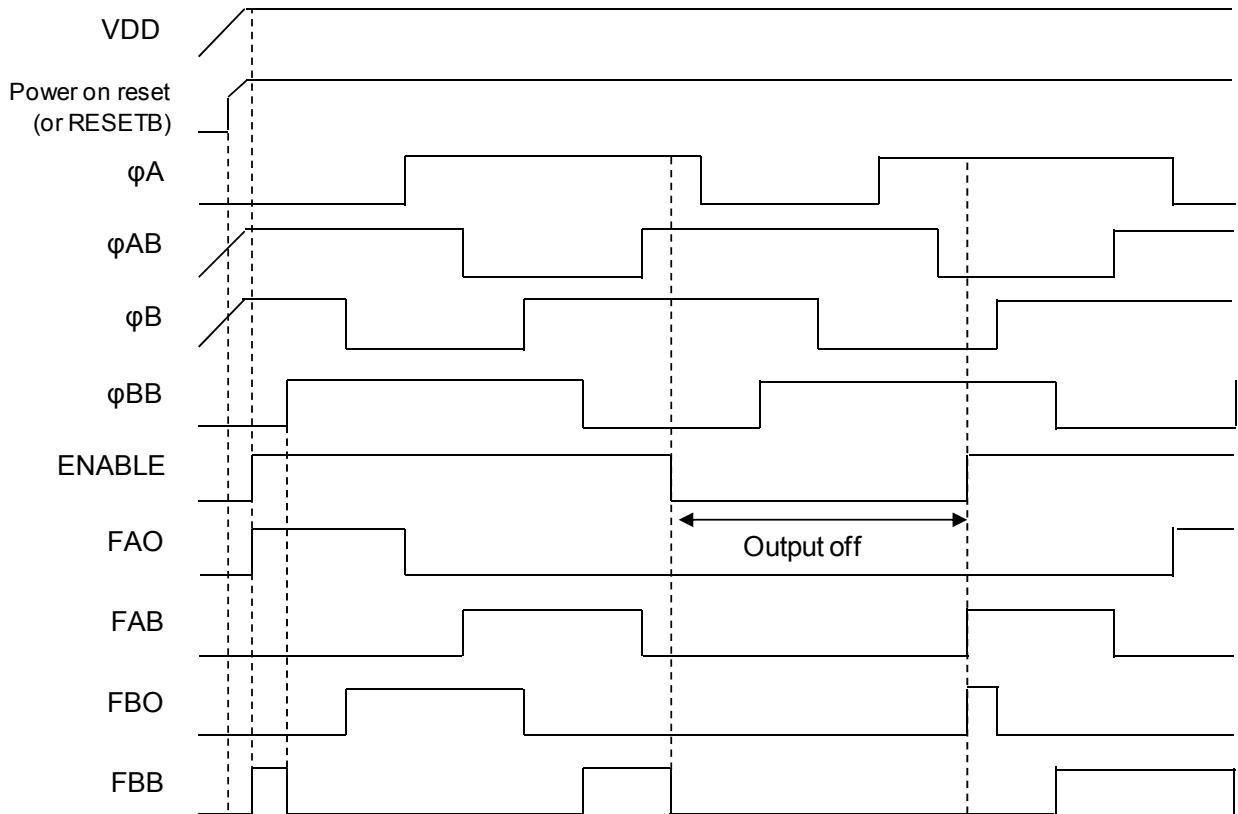 VDD
Power on reset
(or RESETB)
φA
φAB
φB
φBB
ENABLE
Output off
FAO
FAB
FBO
FBB